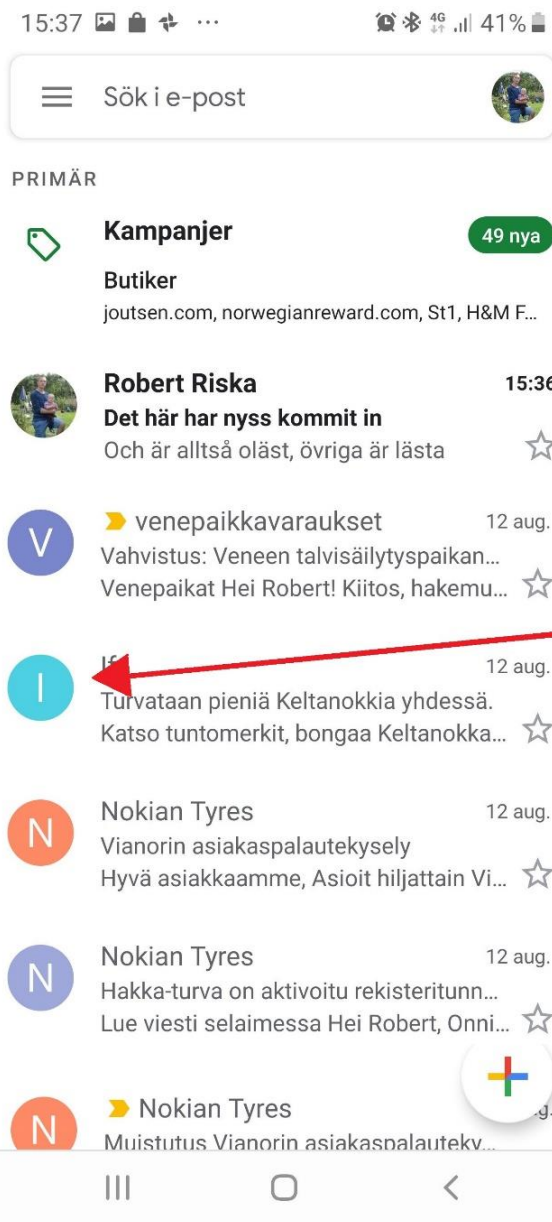 15:37 ... 4G 41%
Sök i e-post
PRIMÄR
Kampanjer
49 nya
Butiker
joutsen.com, norwegianreward.com, St1, H&M F...
Robert Riska 15:36
Det här har nyss kommit in
Och är alltså oläst, övriga är lästa
V
venepaikkavaraukset 12 aug.
Vahvistus: Veneen talvisäilytyspaikan...
Venepaikat Hei Robert! Kiitos, hakemu...
I
12 aug.
Turvataan pieniä Keltanokkia yhdessä.
Katso tuntomerkit, bongaa Keltanokka...
N
Nokian Tyres 12 aug.
Vianorin asiakaspalautekysely
Hyvä asiakkaamme, Asioit hiljattain Vi...
N
Nokian Tyres 12 aug.
Hakka-turva on aktivoitu rekisteritunn...
Lue viesti selaimessa Hei Robert, Onni...
N
Nokian Tyres
Muistutus Vianorin asiakaspalauteky...